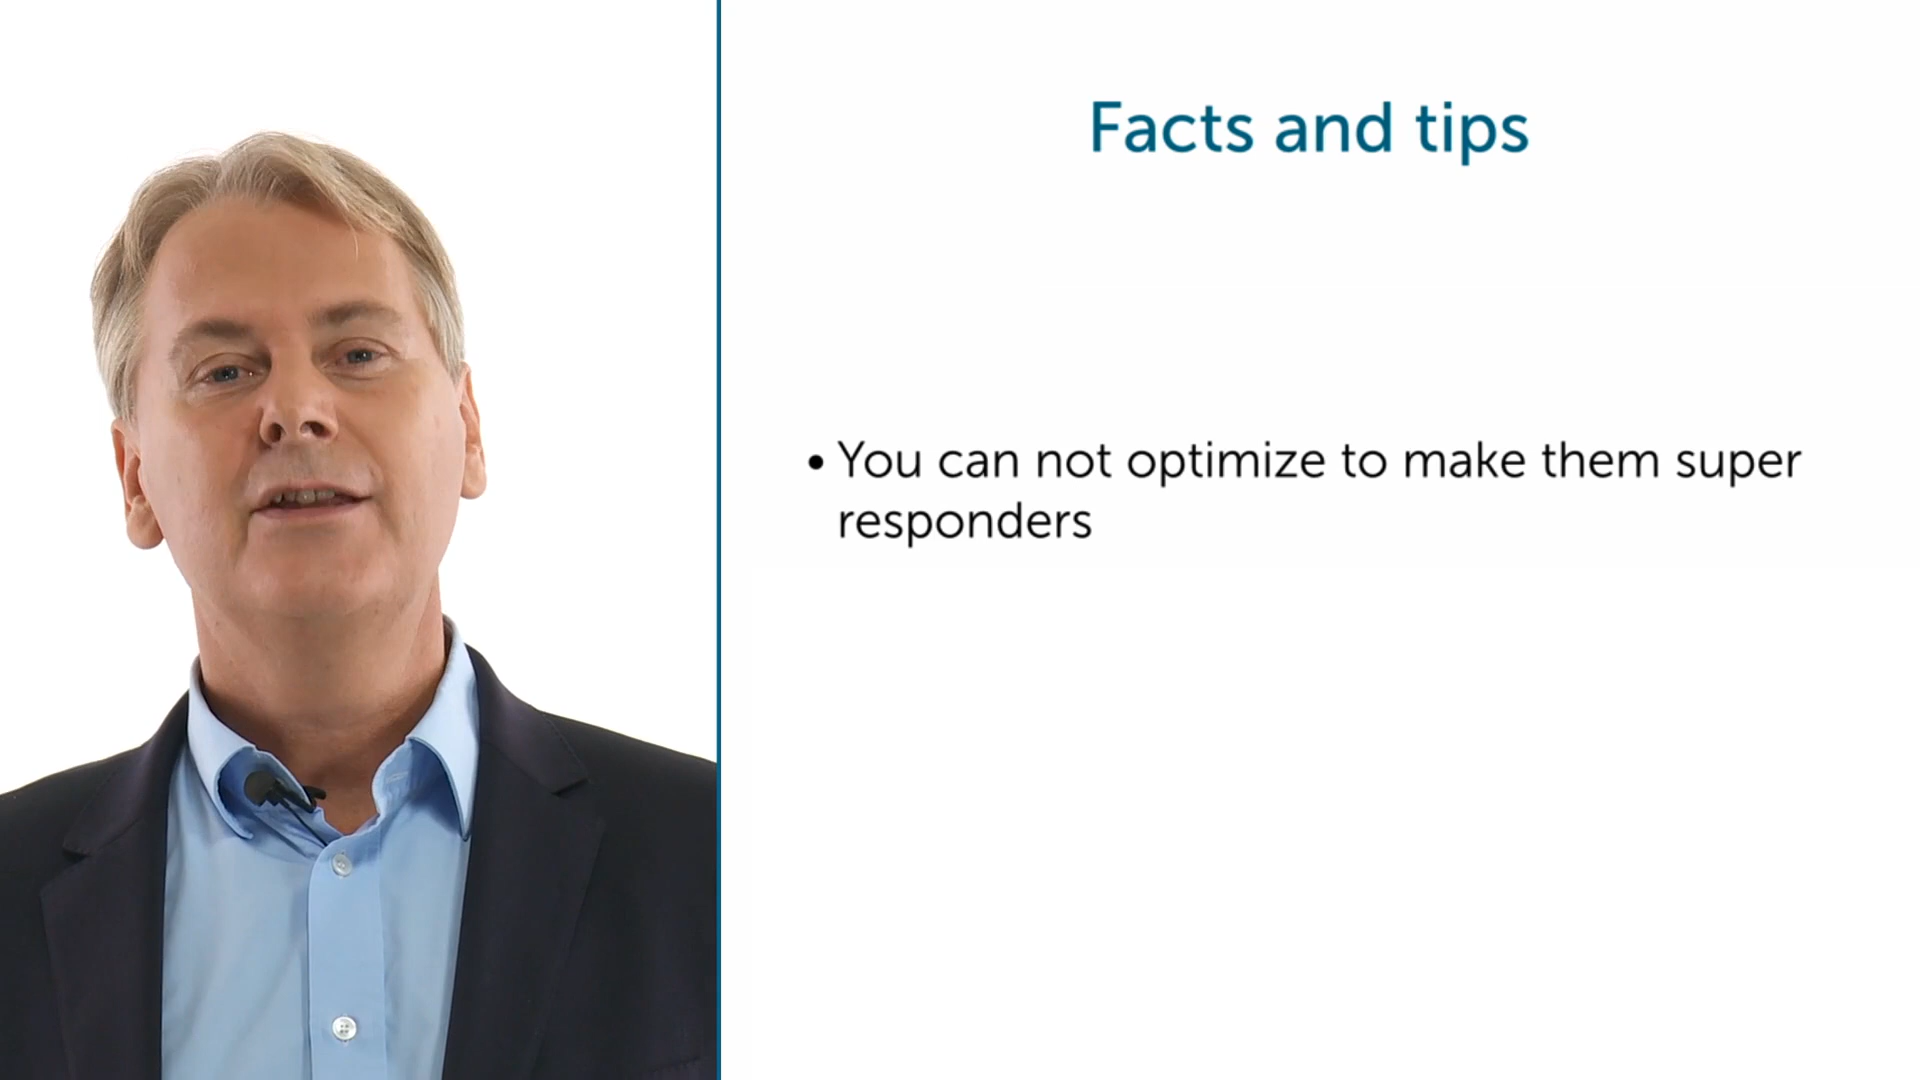 Facts and tips
• You can not optimize to make them super
responders